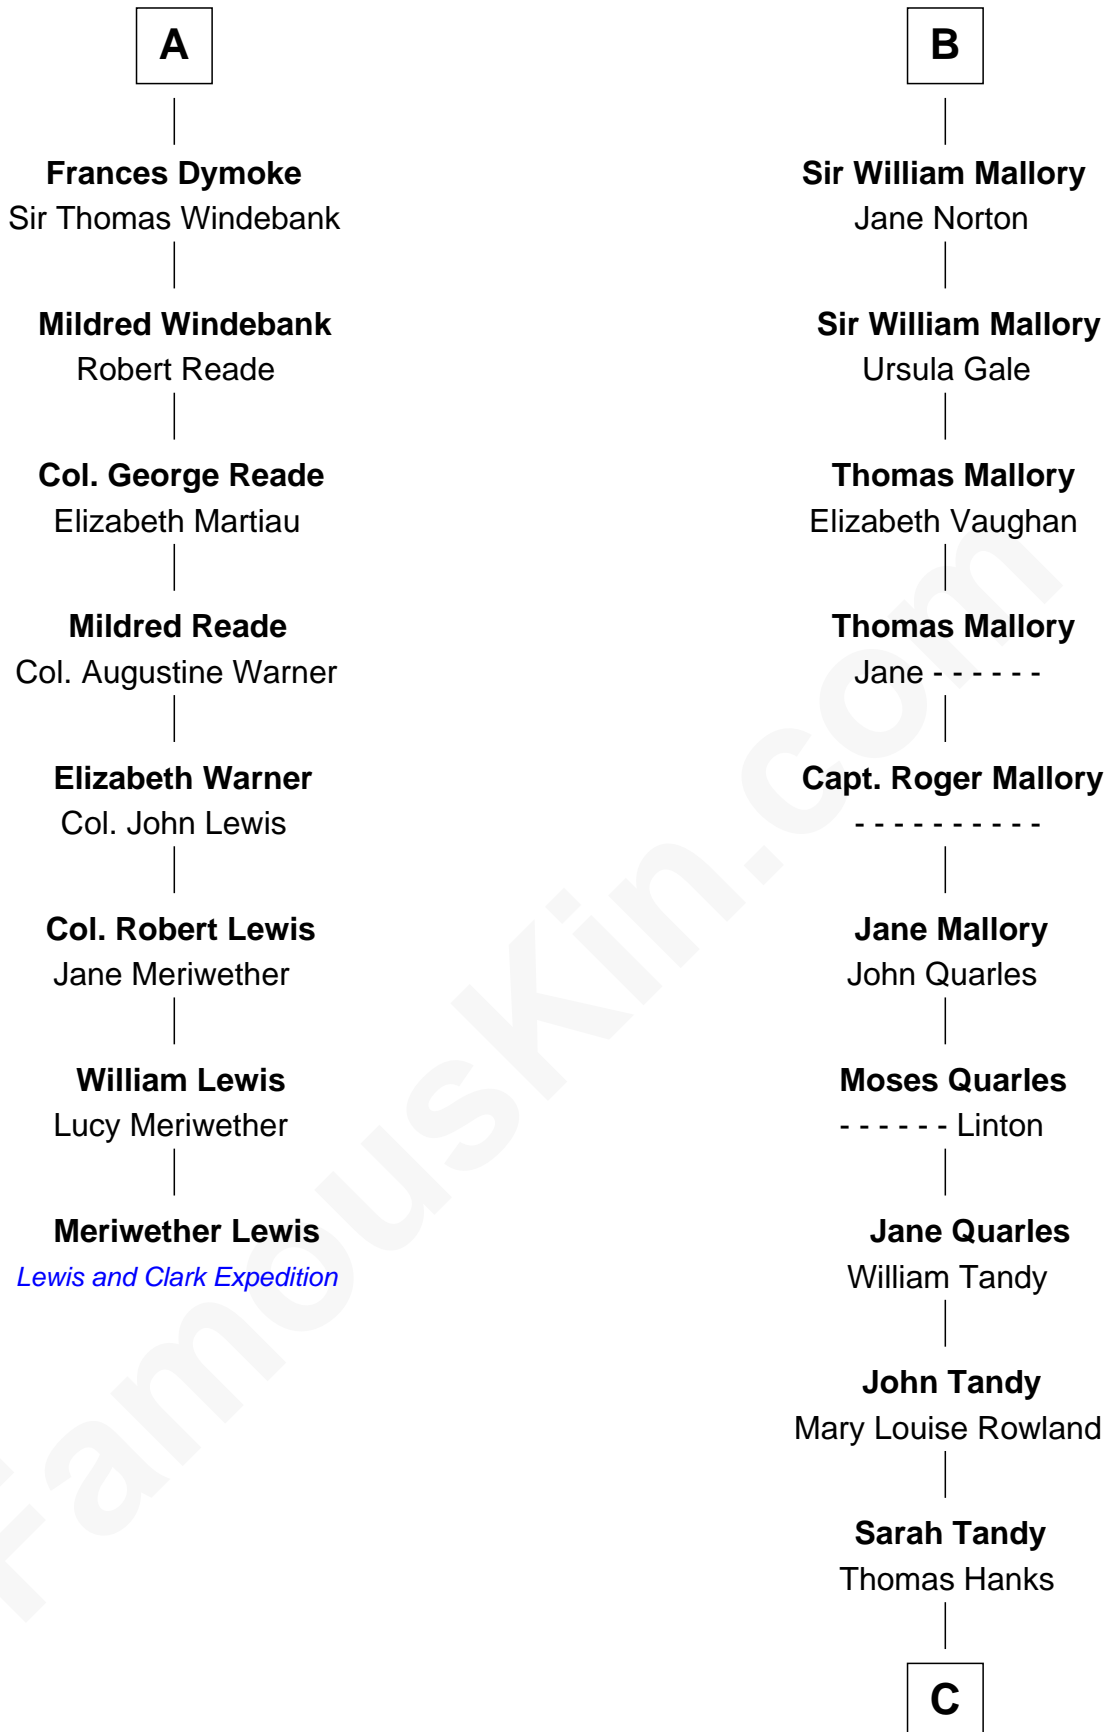 A
Frances Dymoke
Sir Thomas Windebank
Mildred Windebank
Robert Reade
Col. George Reade
Elizabeth Martiau
Mildred Reade
Col. Augustine Warner
Elizabeth Warner
Col. John Lewis
Col. Robert Lewis
Jane Meriwether
William Lewis
Lucy Meriwether
Meriwether Lewis
Lewis and Clark Expedition
B
Sir William Mallory
Jane Norton
Sir William Mallory
Ursula Gale
Thomas Mallory
Elizabeth Vaughan
Thomas Mallory
Jane - - - - - -
Capt. Roger Mallory
- - - - - - - - - -
Jane Mallory
John Quarles
Moses Quarles
- - - - - - Linton
Jane Quarles
William Tandy
John Tandy
Mary Louise Rowland
Sarah Tandy
Thomas Hanks
C
FamousKin.com